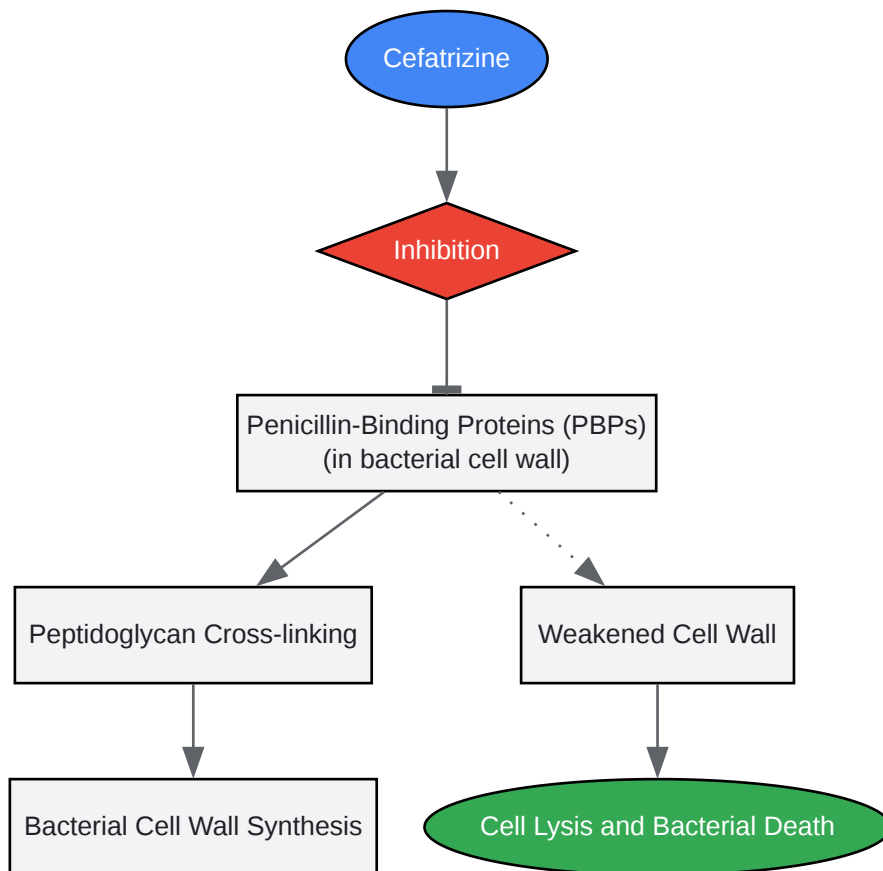 Cefatrizine
Inhibition
Penicillin-Binding Proteins (PBPs)
(in bacterial cell wall)
Peptidoglycan Cross-linking
Weakened Cell Wall
Bacterial Cell Wall Synthesis
Cell Lysis and Bacterial Death